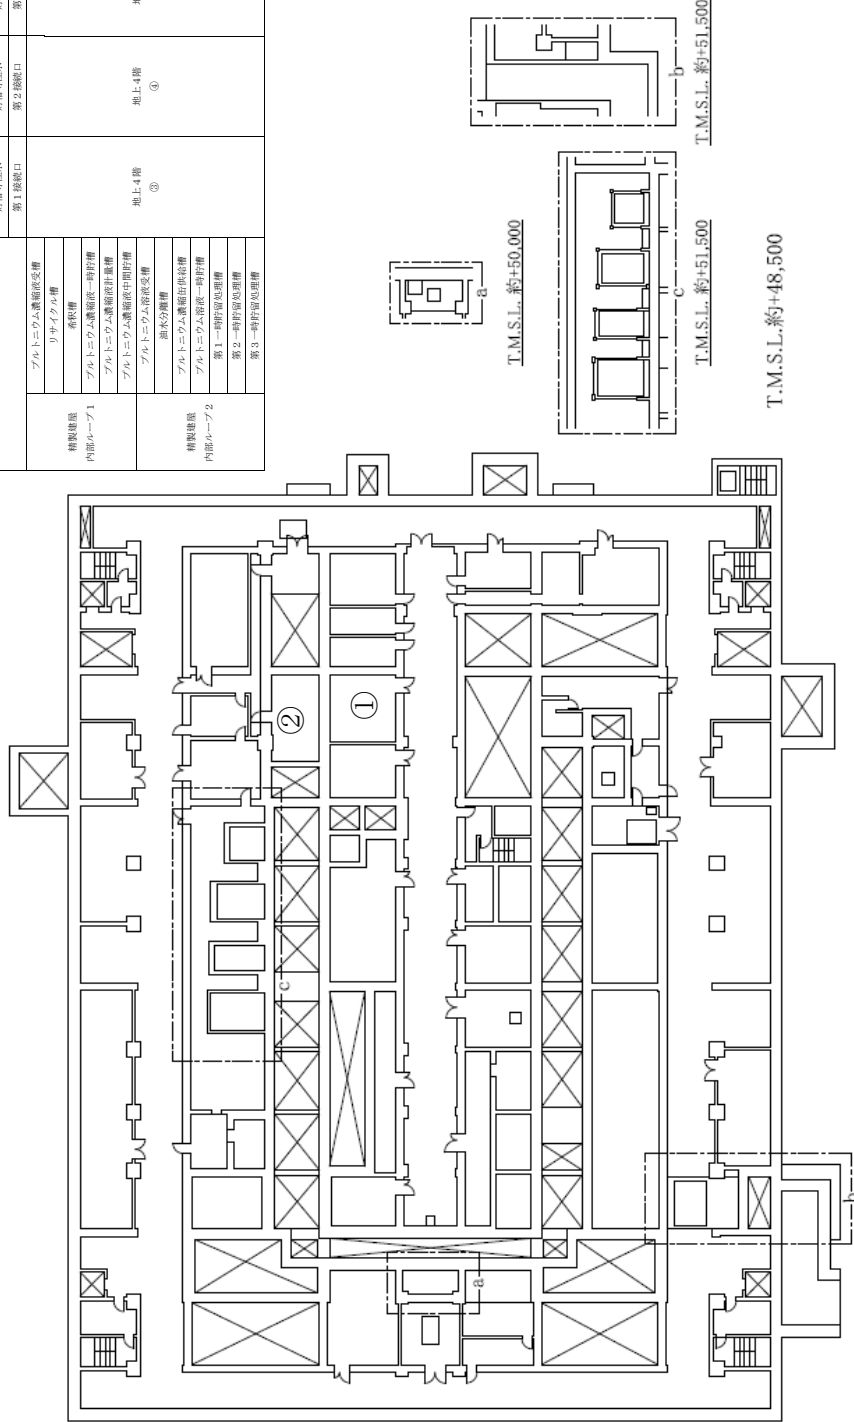 第1接続口
第2接続口
精製建屋
内部ループ1
プルトニウム濃縮液受槽
リサイクル槽
希釈槽
プルトニウム濃縮液一時貯槽
プルトニウム濃縮液計量槽
プルトニウム濃縮液中間貯槽
精製建屋
内部ループ2
プルトニウム溶液受槽
油水分離槽
プルトニウム濃縮缶供給槽
プルトニウム溶液一時貯槽
第1一時貯留処理槽
第2一時貯留処理槽
第3一時貯留処理槽
地上4階
③
地上4階
④
a
T.M.S.L. 約+50,000
b
T.M.S.L. 約+51,500
c
T.M.S.L. 約+51,500
T.M.S.L.約+48,500
①
②
a
b
c